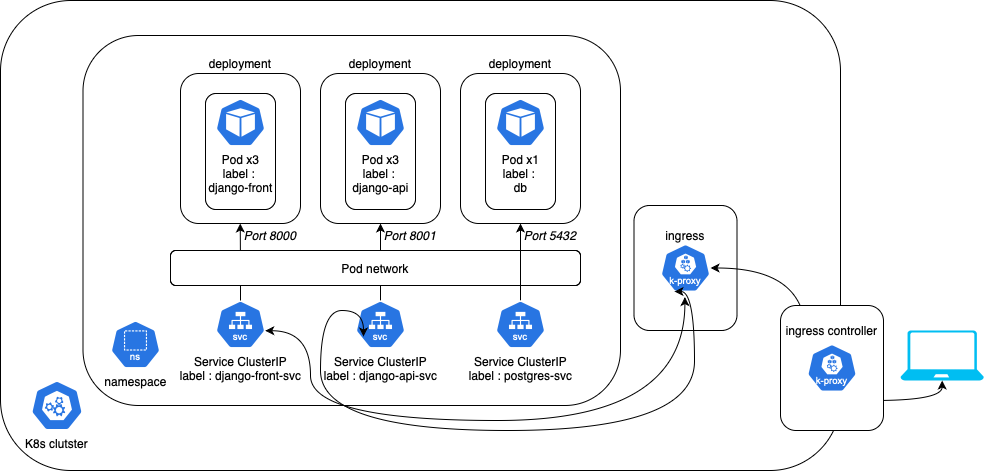 deployment
deployment
deployment
Pod x3
label :
django-front
Pod x3
label :
django-api
Pod x1
label :
db
Port 8000
Port 8001
Port 5432
Pod network
ingress
k-proxy
svc
svc
svc
Service ClusterIP
label : django-front-svc
Service ClusterIP
label : django-api-svc
Service ClusterIP
label : postgres-svc
ns
namespace
K8s clutster
ingress controller
k-proxy